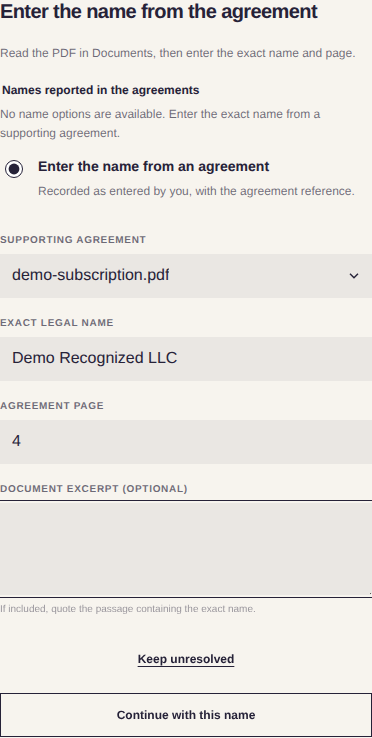 Enter the name from the agreement
Read the PDF in Documents, then enter the exact name and page.
Names reported in the agreements
No name options are available. Enter the exact name from a
supporting agreement.
Enter the name from an agreement
Recorded as entered by you, with the agreement reference.
SUPPORTING AGREEMENT
demo-subscription.pdf
EXACT LEGAL NAME
Demo Recognized LLC
AGREEMENT PAGE
4
DOCUMENT EXCERPT (OPTIONAL)
If included, quote the passage containing the exact name.
Keep unresolved
Continue with this name